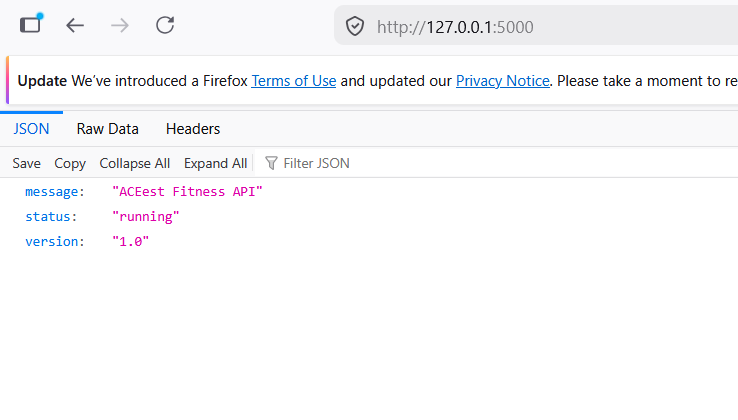 http://127.0.0.1:5000
Update We've introduced a Firefox Terms of Use and updated our Privacy Notice. Please take a moment to re
JSON Raw Data Headers
Save Copy Collapse All Expand All Filter JSON
message: "ACEest Fitness API"
status: "running"
version: "1.0"